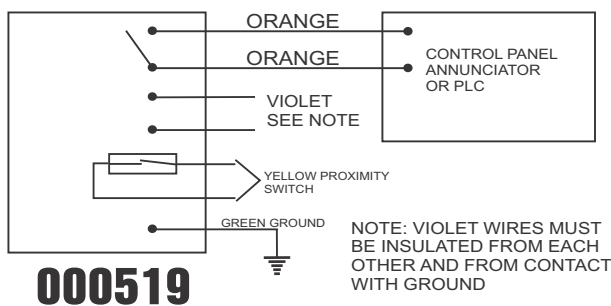 ORANGE
ORANGE
CONTROL PANEL
ANNUNCIATOR
OR PLC
VIOLET
SEE NOTE
YELLOW PROXIMITY
SWITCH
GREEN GROUND
NOTE: VIOLET WIRES MUST
BE INSULATED FROM EACH
OTHER AND FROM CONTACT
WITH GROUND
000519